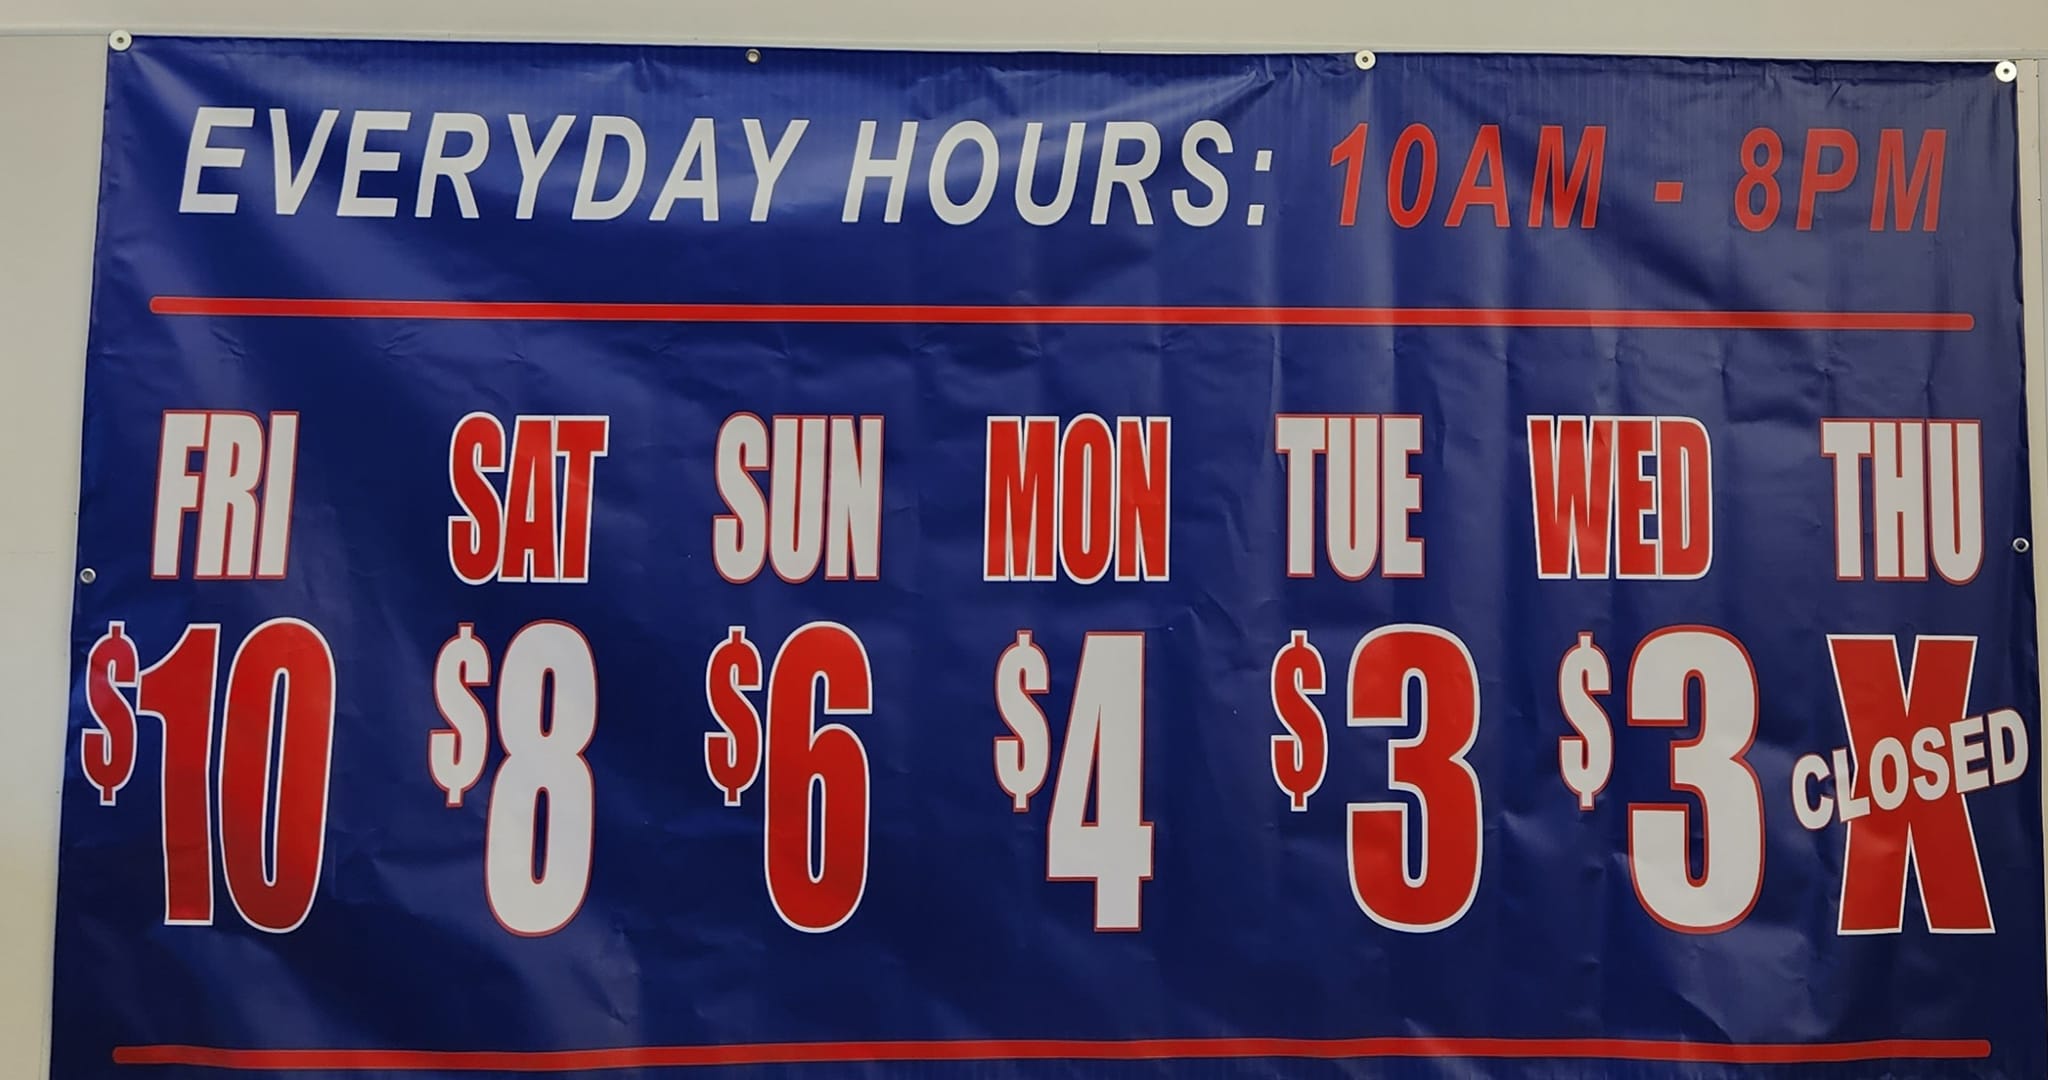 EVERYDAY HOURS: 10AM - 8PM
FRI SAT SUN MON TUE WED THU
$10 $8 $6 $4 $3 $3 X
CLOSED